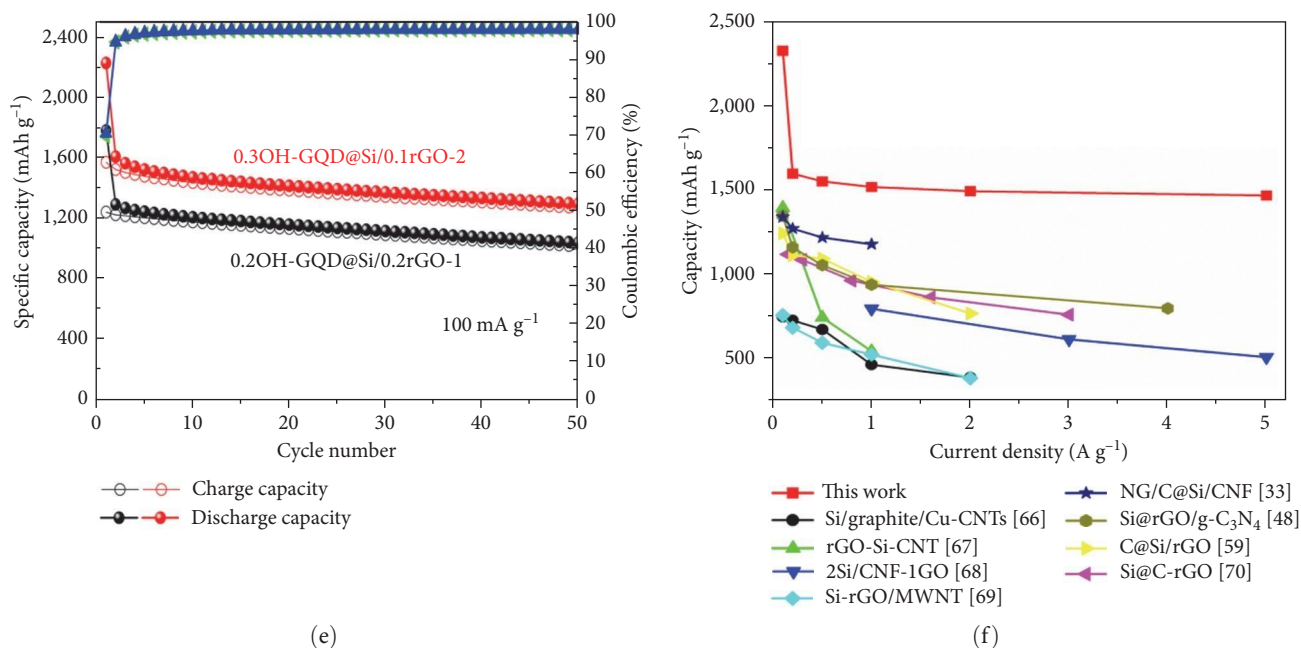 2,400
2,000
1,600
1,200
800
400
0
Specific capacity (mAh g⁻¹)
100
90
80
70
60
50
40
30
20
10
0
Coulombic efficiency (%)
0.3OH-GQD@Si/0.1rGO-2
0.2OH-GQD@Si/0.2rGO-1
100 mA g⁻¹
0 10 20 30 40 50
Cycle number
Charge capacity
Discharge capacity
(e)
2,500
2,000
1,500
1,000
500
Capacity (mAh g⁻¹)
0 1 2 3 4 5
Current density (A g⁻¹)
This work
Si/graphite/Cu-CNTs [66]
rGO-Si-CNT [67]
2Si/CNF-1GO [68]
Si-rGO/MWNT [69]
NG/C@Si/CNF [33]
Si@rGO/g-C₃N₄ [48]
C@Si/rGO [59]
Si@C-rGO [70]
(f)